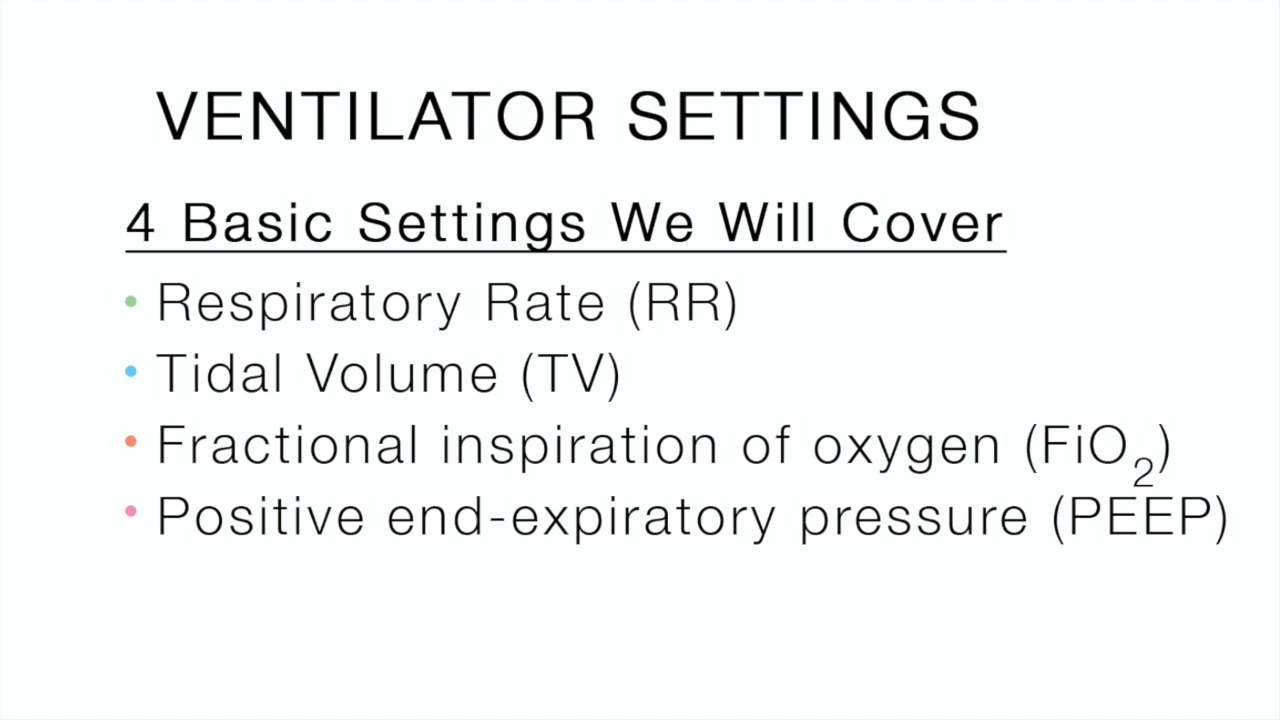 VENTILATOR SETTINGS
4 Basic Settings We Will Cover
• Respiratory Rate (RR)
• Tidal Volume (TV)
• Fractional inspiration of oxygen (FiO₂)
• Positive end-expiratory pressure (PEEP)